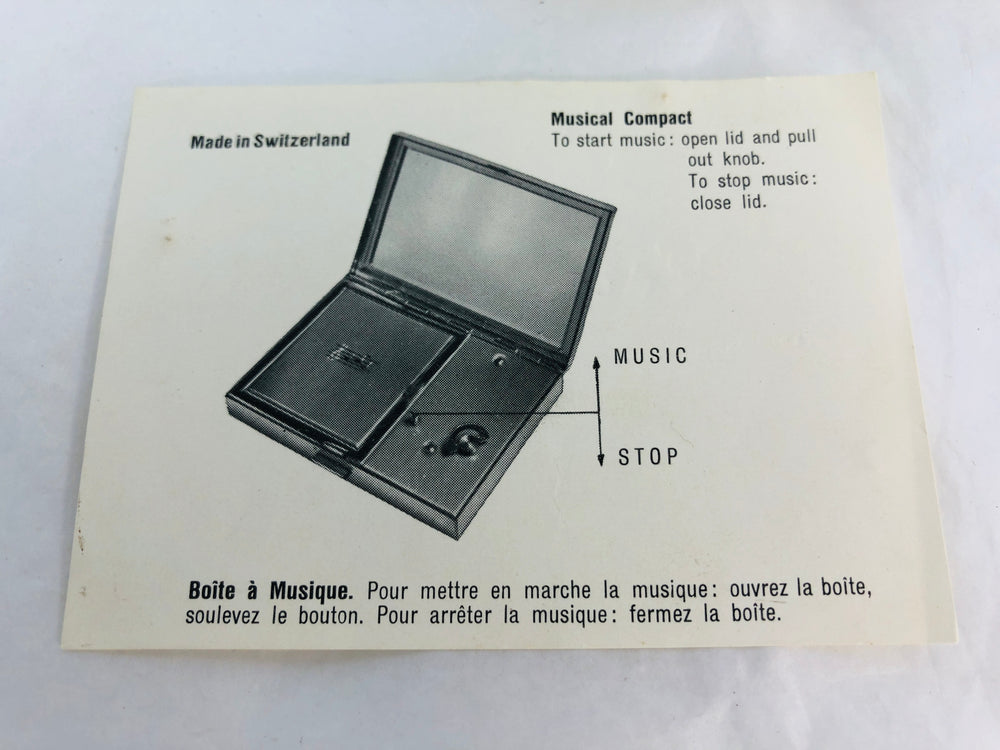 Made in Switzerland
Musical Compact
To start music: open lid and pull
out knob.
To stop music:
close lid.
MUSIC
STOP
Boîte à Musique. Pour mettre en marche la musique: ouvrez la boîte,
soulevez le bouton. Pour arrêter la musique: fermez la boîte.